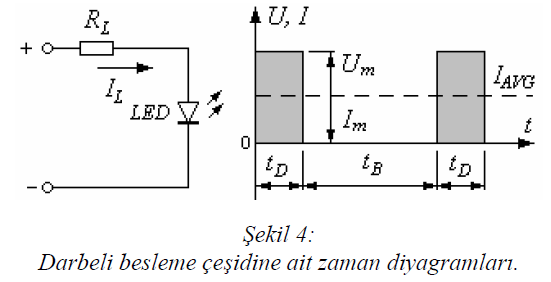 R_L
+
I_L
LED
-
U, I
U_m
I_AVG
I_m
t
0
t_D
t_B
t_D
Şekil 4:
Darbeli besleme çeşidine ait zaman diyagramları.